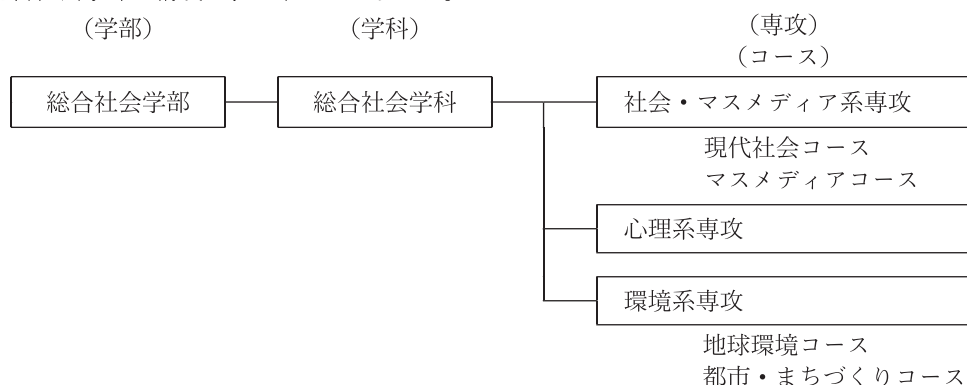 （学部）
（学科）
（専攻）
（コース）
総合社会学部
総合社会学科
社会・マスメディア系専攻
現代社会コース
マスメディアコース
心理系専攻
環境系専攻
地球環境コース
都市・まちづくりコース